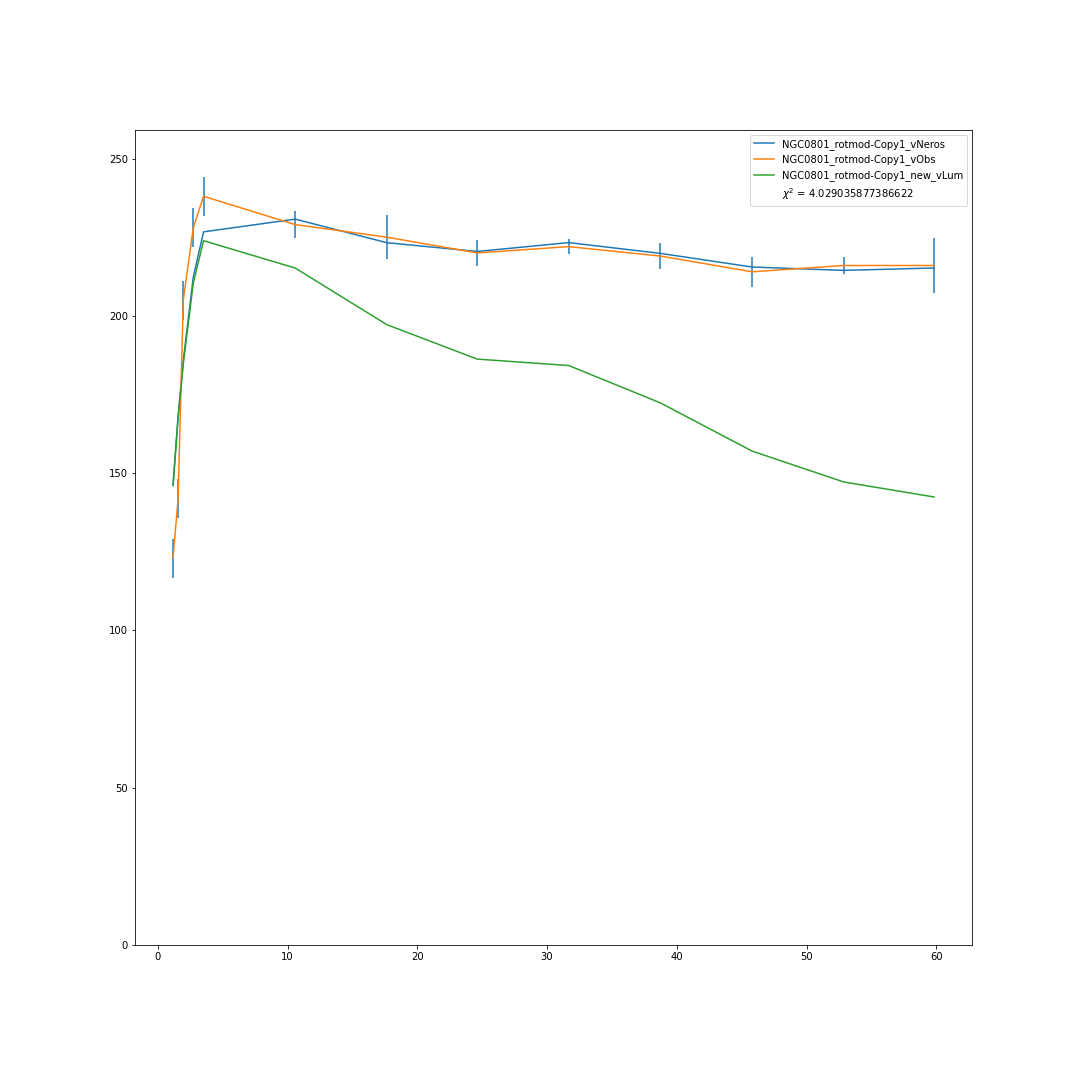 NGC0801_rotmod-Copy1_vNeros
NGC0801_rotmod-Copy1_vObs
NGC0801_rotmod-Copy1_new_vLum
χ² = 4.029035877386622
250
200
150
100
50
0
0 10 20 30 40 50 60